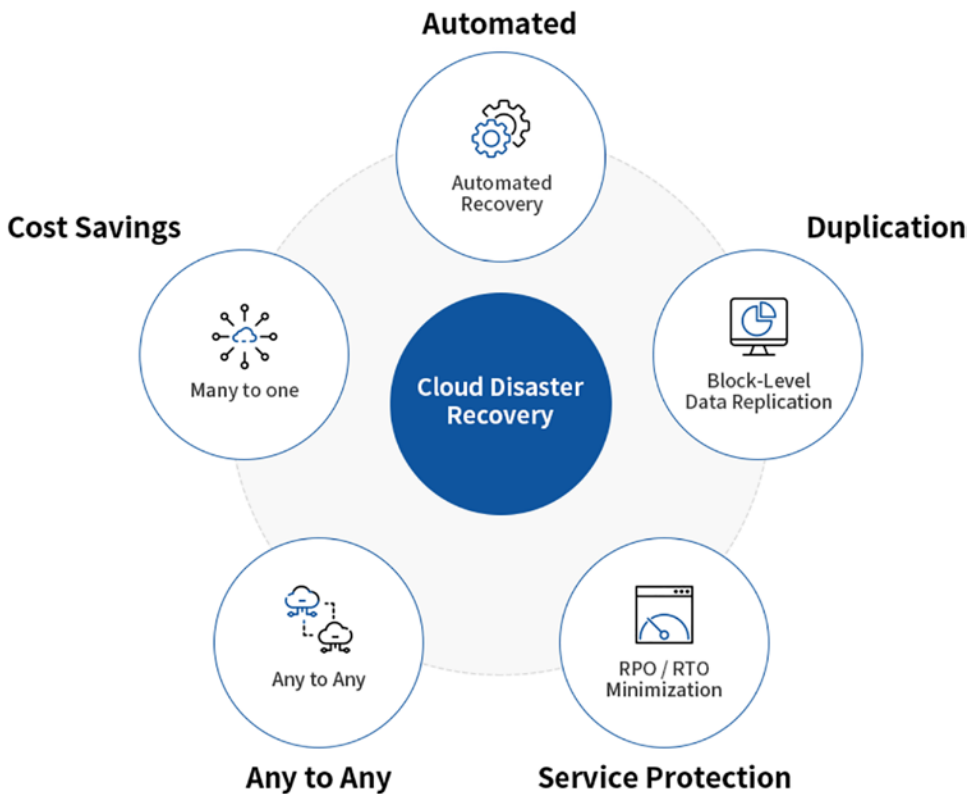 Automated
Automated
Recovery
Cost Savings
Many to one
Duplication
Block-Level
Data Replication
Cloud Disaster
Recovery
Any to Any
Any to Any
RPO / RTO
Minimization
Service Protection